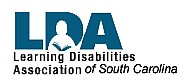 LDA
Learning Disabilities
Association of South Carolina